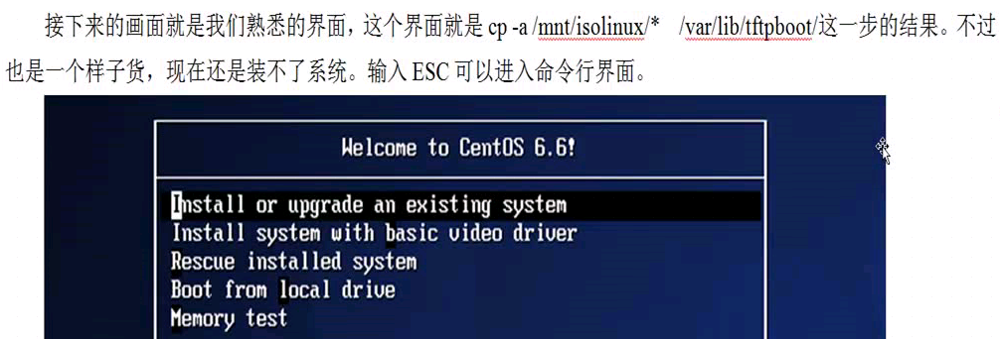 接下来的画面就是我们熟悉的界面，这个界面就是 cp -a /mnt/isolinux/* /var/lib/tftpboot/这一步的结果。不过
也是一个样子货，现在还是装不了系统。输入 ESC 可以进入命令行界面。
Welcome to CentOS 6.6!
Install or upgrade an existing system
Install system with basic video driver
Rescue installed system
Boot from local drive
Memory test